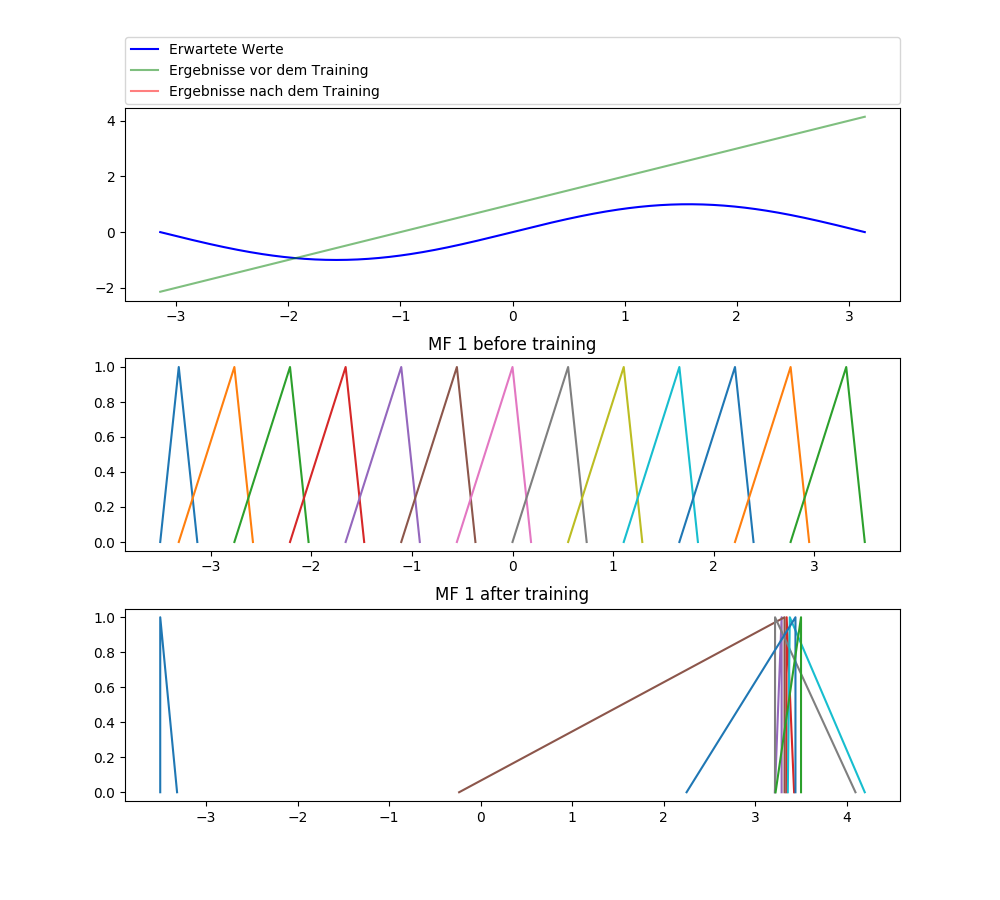 Erwartete Werte
Ergebnisse vor dem Training
Ergebnisse nach dem Training
4
2
0
−2
−3 −2 −1 0 1 2 3
MF 1 before training
1.0
0.8
0.6
0.4
0.2
0.0
−3 −2 −1 0 1 2 3
MF 1 after training
1.0
0.8
0.6
0.4
0.2
0.0
−3 −2 −1 0 1 2 3 4